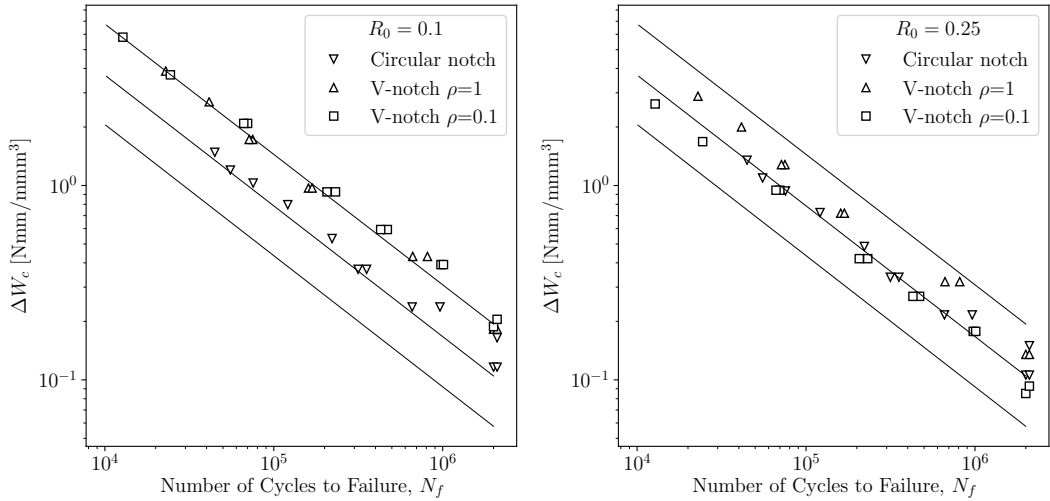 R₀ = 0.1
Circular notch
V-notch ρ=1
V-notch ρ=0.1
10⁰
10⁻¹
ΔW_c [Nmm/mmm³]
10⁴
10⁵
10⁶
Number of Cycles to Failure, N_f
R₀ = 0.25
Circular notch
V-notch ρ=1
V-notch ρ=0.1
10⁰
10⁻¹
ΔW_c [Nmm/mmm³]
10⁴
10⁵
10⁶
Number of Cycles to Failure, N_f